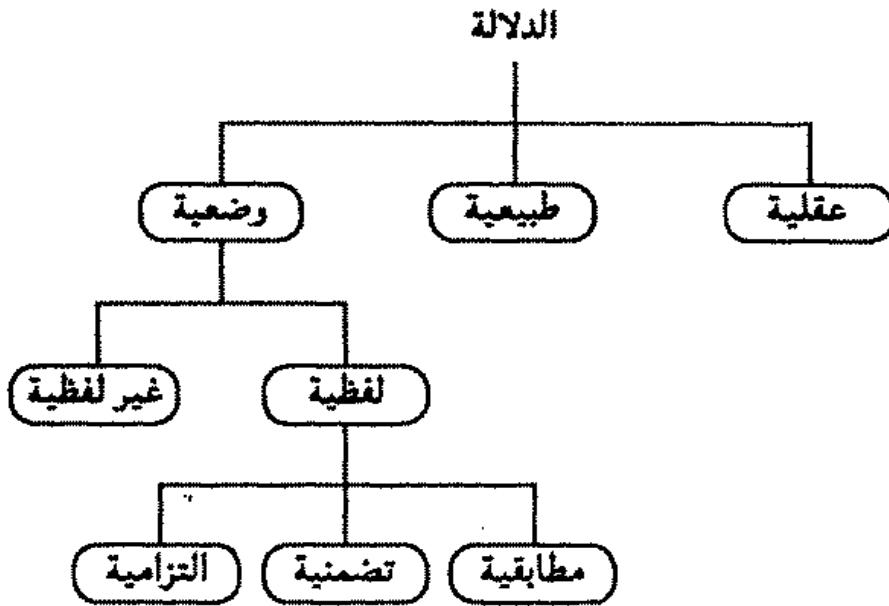 الدلالة
عقلية
طبيعية
وضعية
لفظية
غير لفظية
مطابقية
تضمنية
التزامية